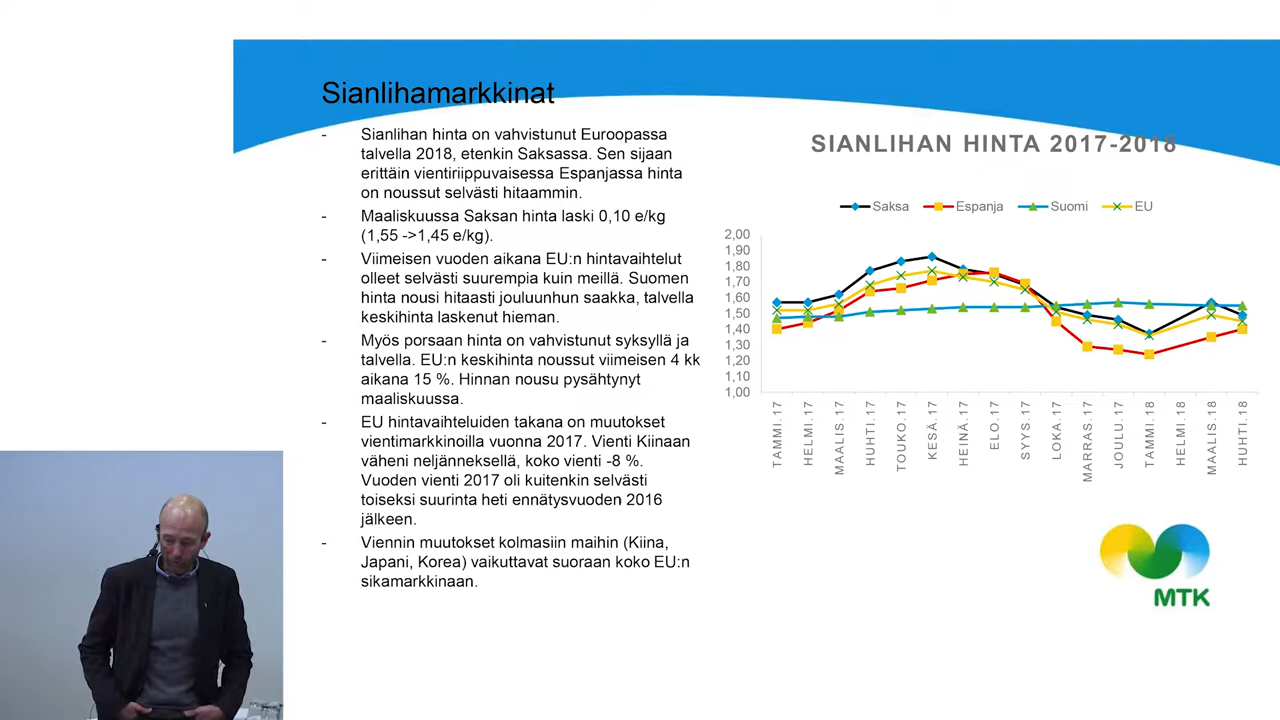 Sianlihamarkkinat
- Sianlihan hinta on vahvistunut Euroopassa
talvella 2018, etenkin Saksassa. Sen sijaan
erittäin vientiriippuvaisessa Espanjassa hinta
on noussut selvästi hitaammin.
- Maaliskuussa Saksan hinta laski 0,10 e/kg
(1,55 ->1,45 e/kg).
- Viimeisen vuoden aikana EU:n hintavaihtelut
olleet selvästi suurempia kuin meillä. Suomen
hinta nousi hitaasti jouluunhun saakka, talvella
keskihinta laskenut hieman.
- Myös porsaan hinta on vahvistunut syksyllä ja
talvella. EU:n keskihinta noussut viimeisen 4 kk
aikana 15 %. Hinnan nousu pysähtynyt
maaliskuussa.
- EU hintavaihteluiden takana on muutokset
vientimarkkinoilla vuonna 2017. Vienti Kiinaan
väheni neljänneksellä, koko vienti -8 %.
Vuoden vienti 2017 oli kuitenkin selvästi
toiseksi suurinta heti ennätysvuoden 2016
jälkeen.
- Viennin muutokset kolmasiin maihin (Kiina,
Japani, Korea) vaikuttavat suoraan koko EU:n
sikamarkkinaan.
SIANLIHAN HINTA 2017-2018
Saksa Espanja Suomi EU
2,00
1,90
1,80
1,70
1,60
1,50
1,40
1,30
1,20
1,10
1,00
TAMMI.17
HELMI.17
MAALIS.17
HUHTI.17
TOUKO.17
KESÄ.17
HEINÄ.17
ELO.17
SYYS.17
LOKA.17
MARRAS.17
JOULU.17
TAMMI.18
HELMI.18
MAALIS.18
HUHTI.18
MTK